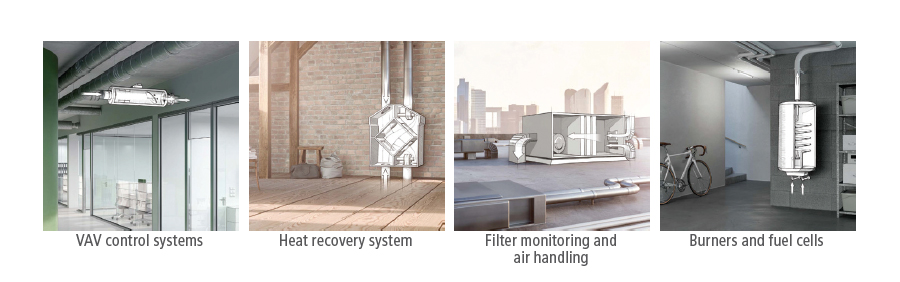 VAV control systems
Heat recovery system
Filter monitoring and
air handling
Burners and fuel cells